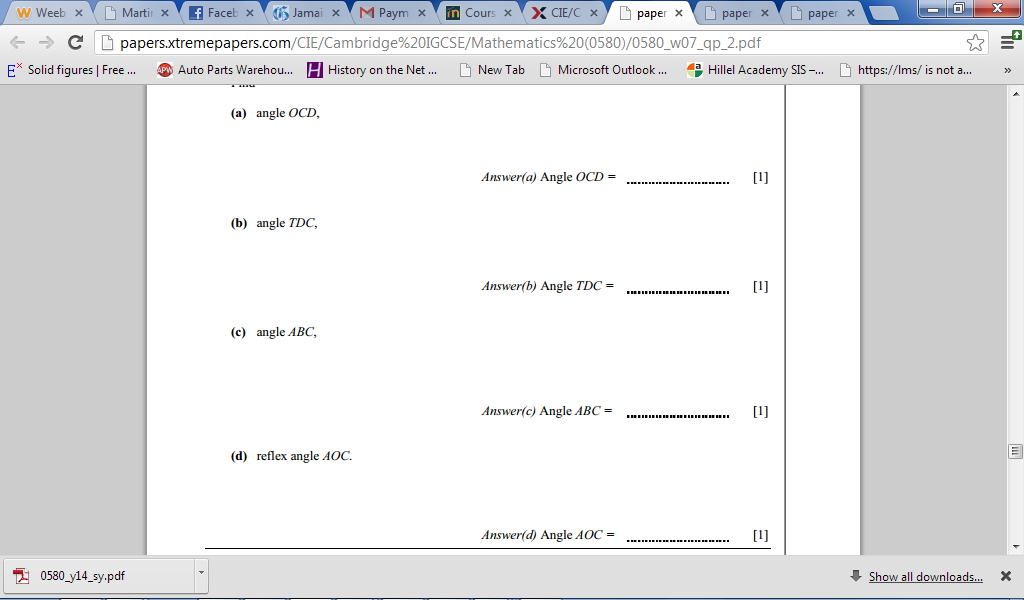 Weeb
Martin
Faceb
Jamai
Paym
Cours
CIE/C
paper
paper
paper
papers.xtremepapers.com/CIE/Cambridge%20IGCSE/Mathematics%20(0580)/0580_w07_qp_2.pdf
Solid figures | Free ...
Auto Parts Warehou...
History on the Net ...
New Tab
Microsoft Outlook ...
Hillel Academy SIS –...
https://lms/ is not a...
»
(a) angle OCD,
Answer(a) Angle OCD = ............................ [1]
(b) angle TDC,
Answer(b) Angle TDC = ............................ [1]
(c) angle ABC,
Answer(c) Angle ABC = ............................ [1]
(d) reflex angle AOC.
Answer(d) Angle AOC = ............................ [1]
0580_y14_sy.pdf
Show all downloads...